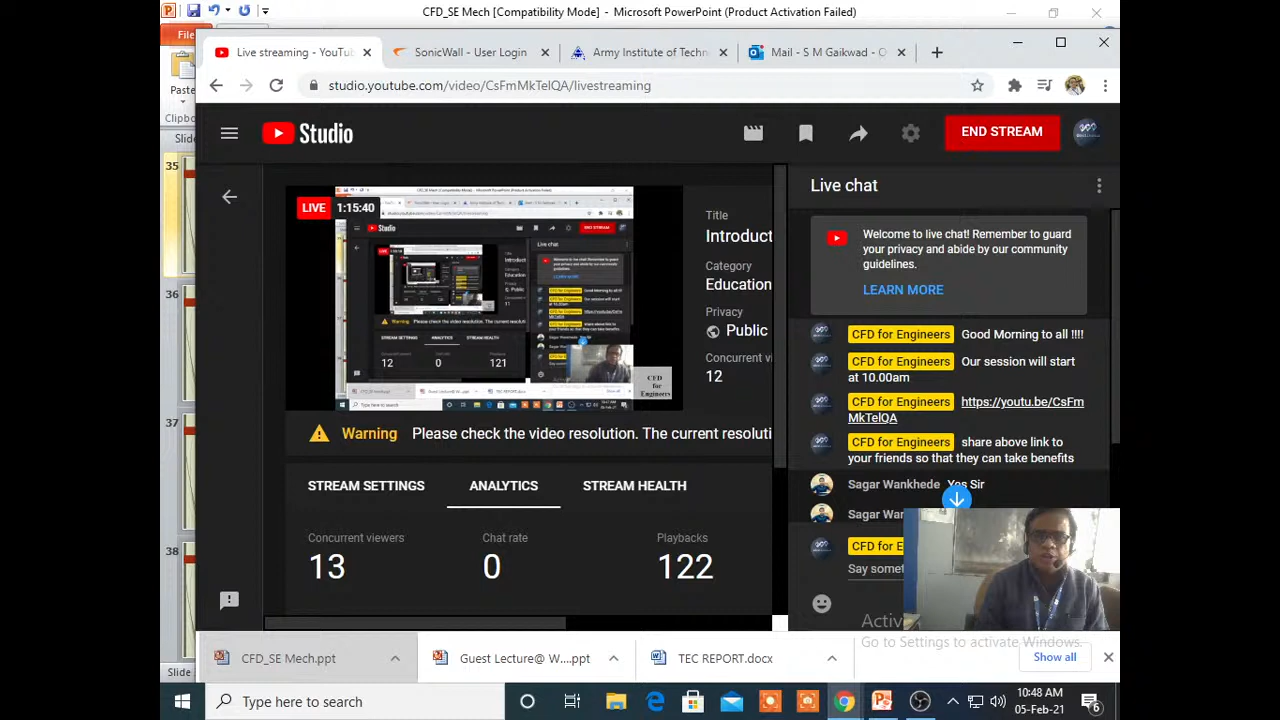 CFD_SE Mech [Compatibility Mode] - Microsoft PowerPoint (Product Activation Failed)
File
Paste
Clipb
Slid
35
36
37
38
Slide
Live streaming - YouTub
SonicWall - User Login
Army Institute of Techn
Mail - S M Gaikwad - O
studio.youtube.com/video/CsFmMkTelQA/livestreaming
Studio
END STREAM
LIVE 1:15:40
CFD
for
Engineers
Title
Introduct
Category
Education
Privacy
Public
Concurrent vi
12
Warning Please check the video resolution. The current resoluti
STREAM SETTINGS
ANALYTICS
STREAM HEALTH
Concurrent viewers
13
Chat rate
0
Playbacks
122
Live chat
Welcome to live chat! Remember to guard
your privacy and abide by our community
guidelines.
LEARN MORE
CFD for Engineers Good Morning to all !!!!
CFD for Engineers Our session will start
at 10.00am
CFD for Engineers https://youtu.be/CsFm
MkTelQA
CFD for Engineers share above link to
your friends so that they can take benefits
Sagar Wankhede Yes Sir
Sagar War
CFD for E
Say somet
Activ
Go to Settings to activate Windows.
CFD_SE Mech.ppt
Guest Lecture@ W....ppt
TEC REPORT.docx
Show all
Type here to search
10:48 AM
05-Feb-21
6